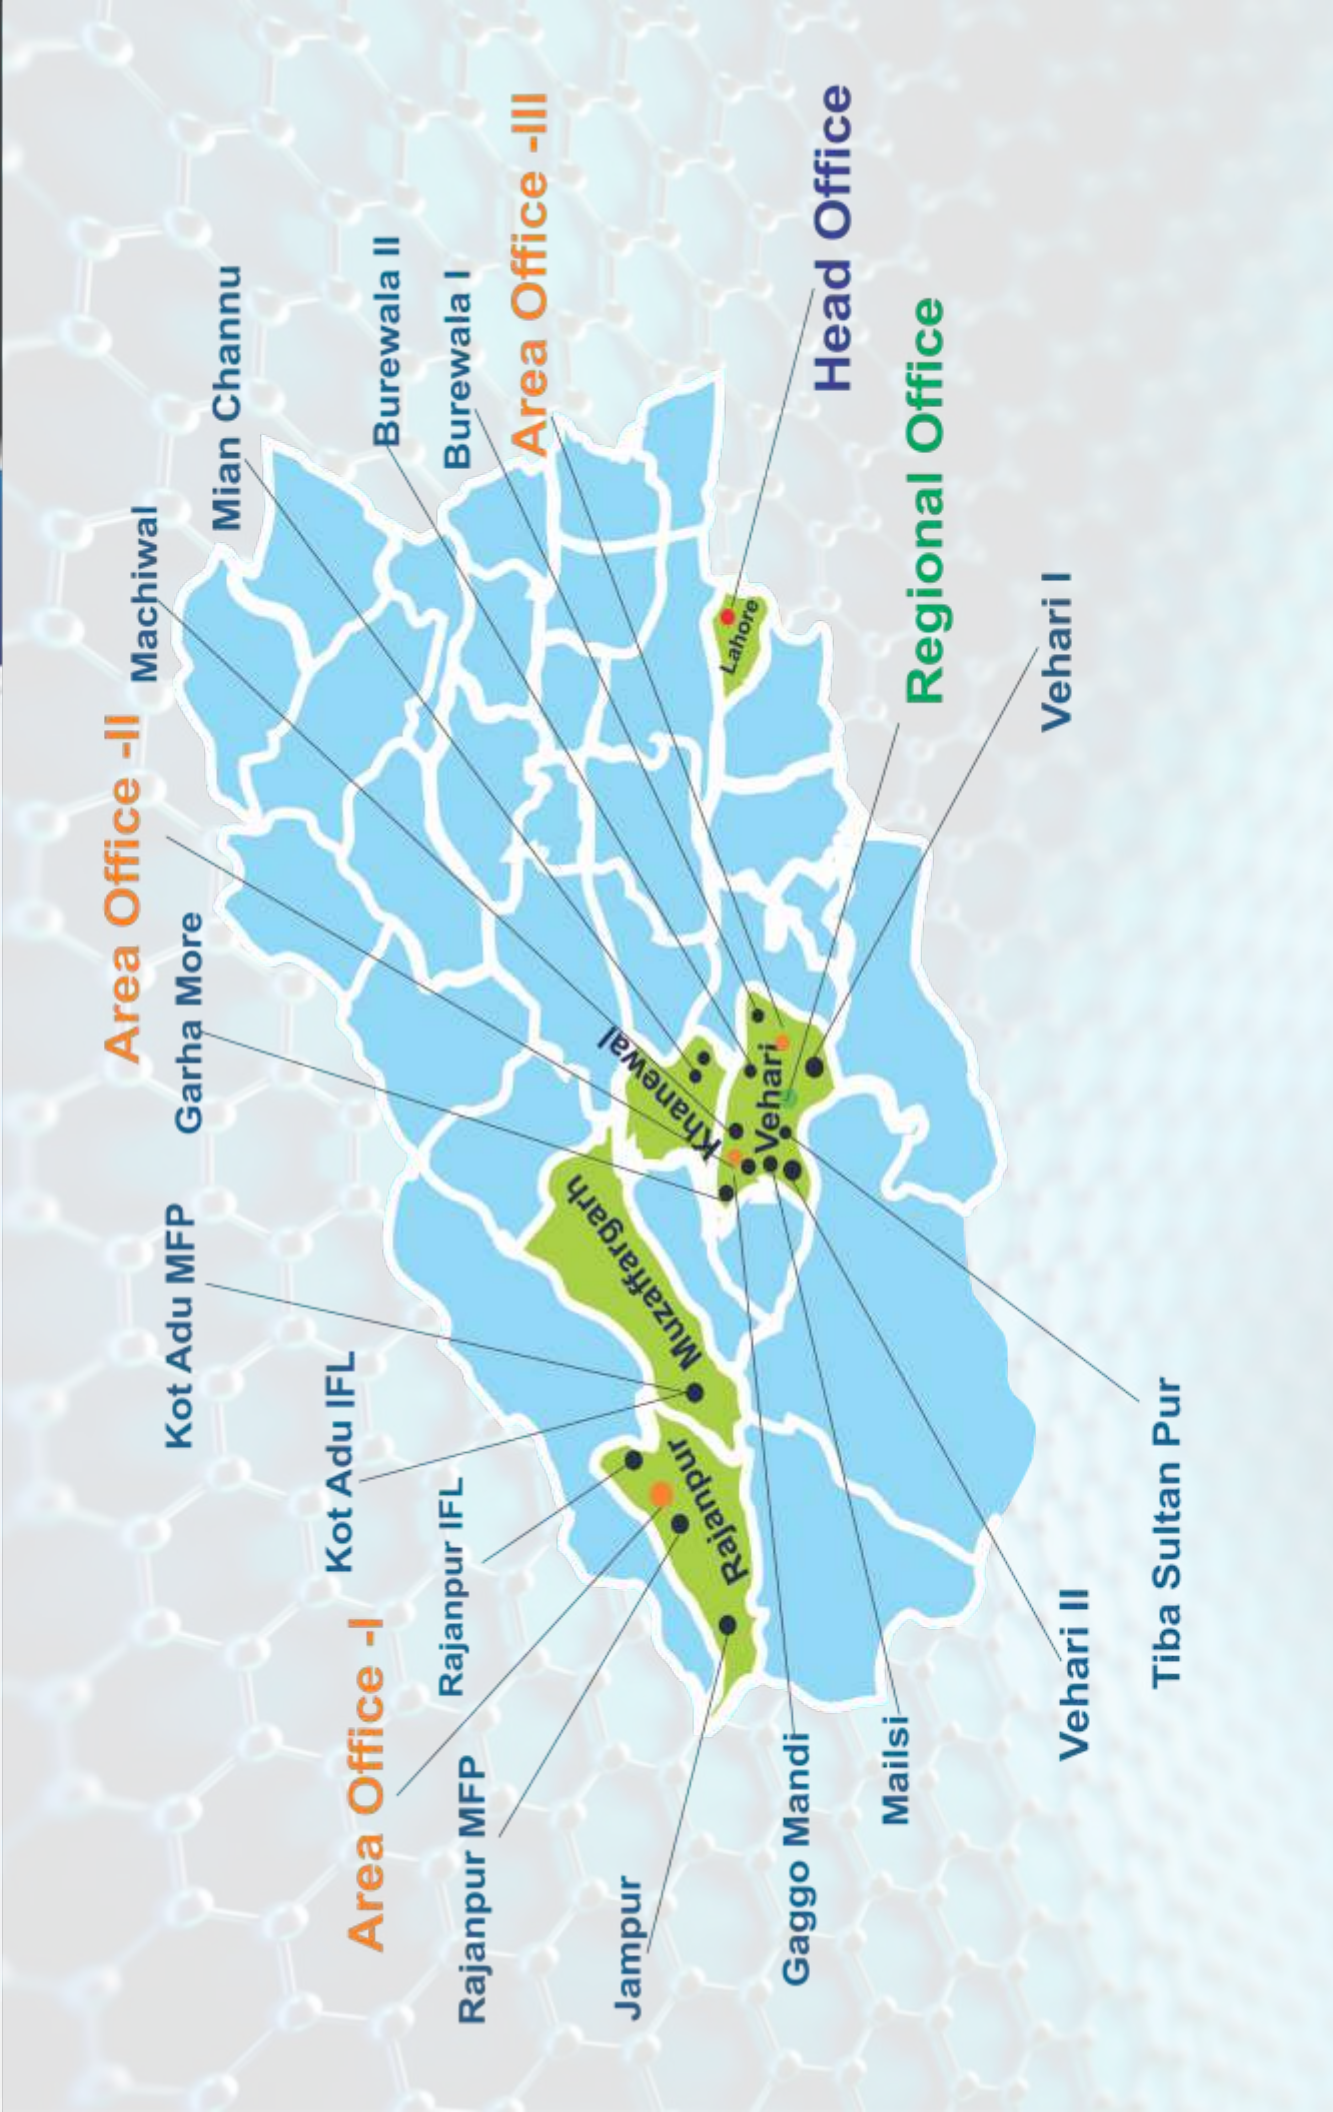 Area Office -II
Machiwal
Garha More
Mian Channu
Kot Adu MFP
Burewala II
Kot Adu IFL
Burewala I
Area Office -I
Rajanpur IFL
Area Office -III
Rajanpur MFP
Khanewal
Muzaffargarh
Jampur
Rajanpur
Lahore
Vehari
Head Office
Gaggo Mandi
Regional Office
Mailsi
Vehari I
Vehari II
Tiba Sultan Pur